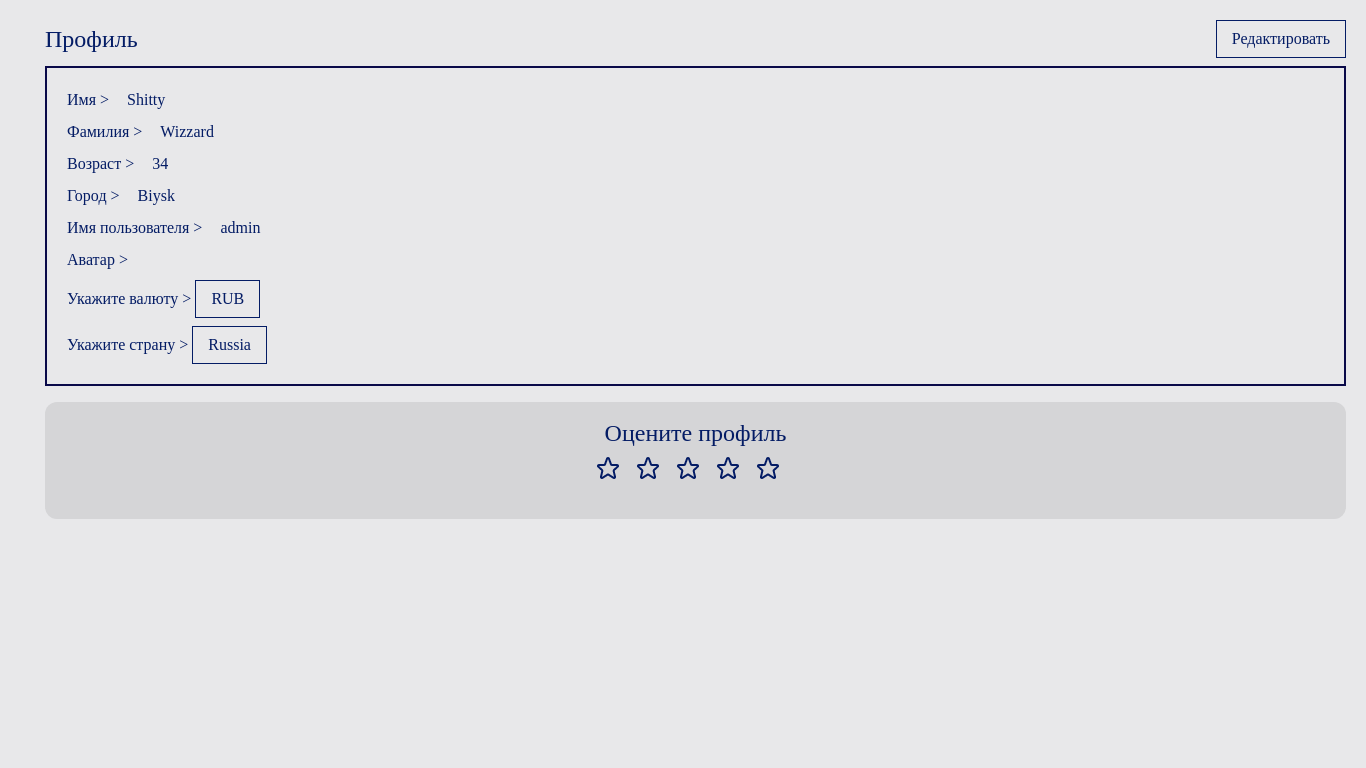 Профиль
Редактировать
Имя > Shitty
Фамилия > Wizzard
Возраст > 34
Город > Biysk
Имя пользователя > admin
Аватар >
Укажите валюту > RUB
Укажите страну > Russia
Оцените профиль